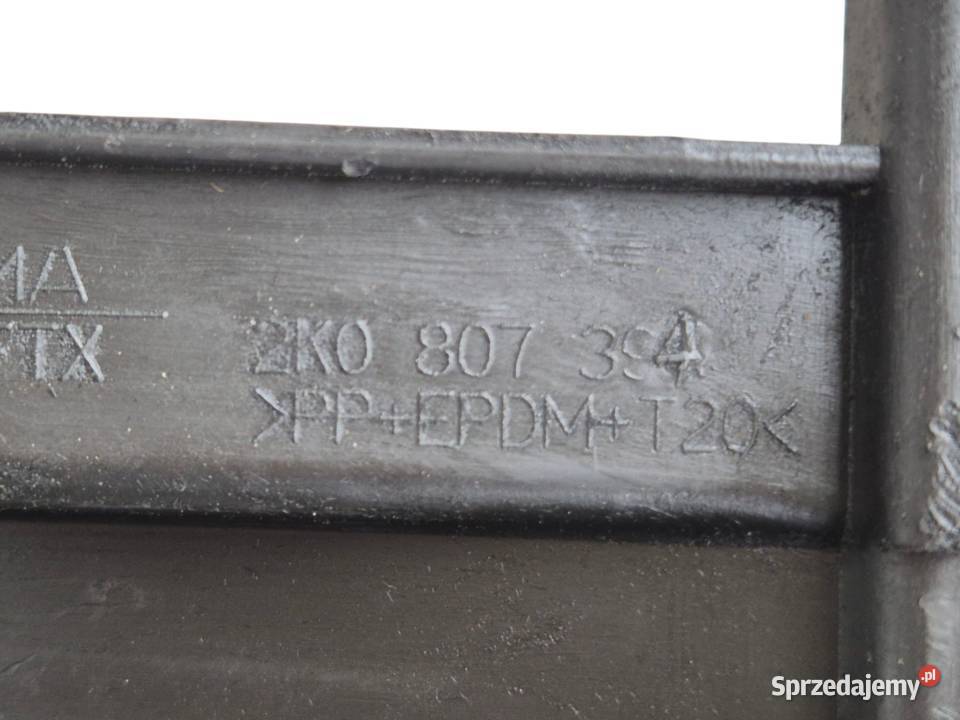 2K0 807 394
>PP+EPDM+T20<
Sprzedajemy.pl